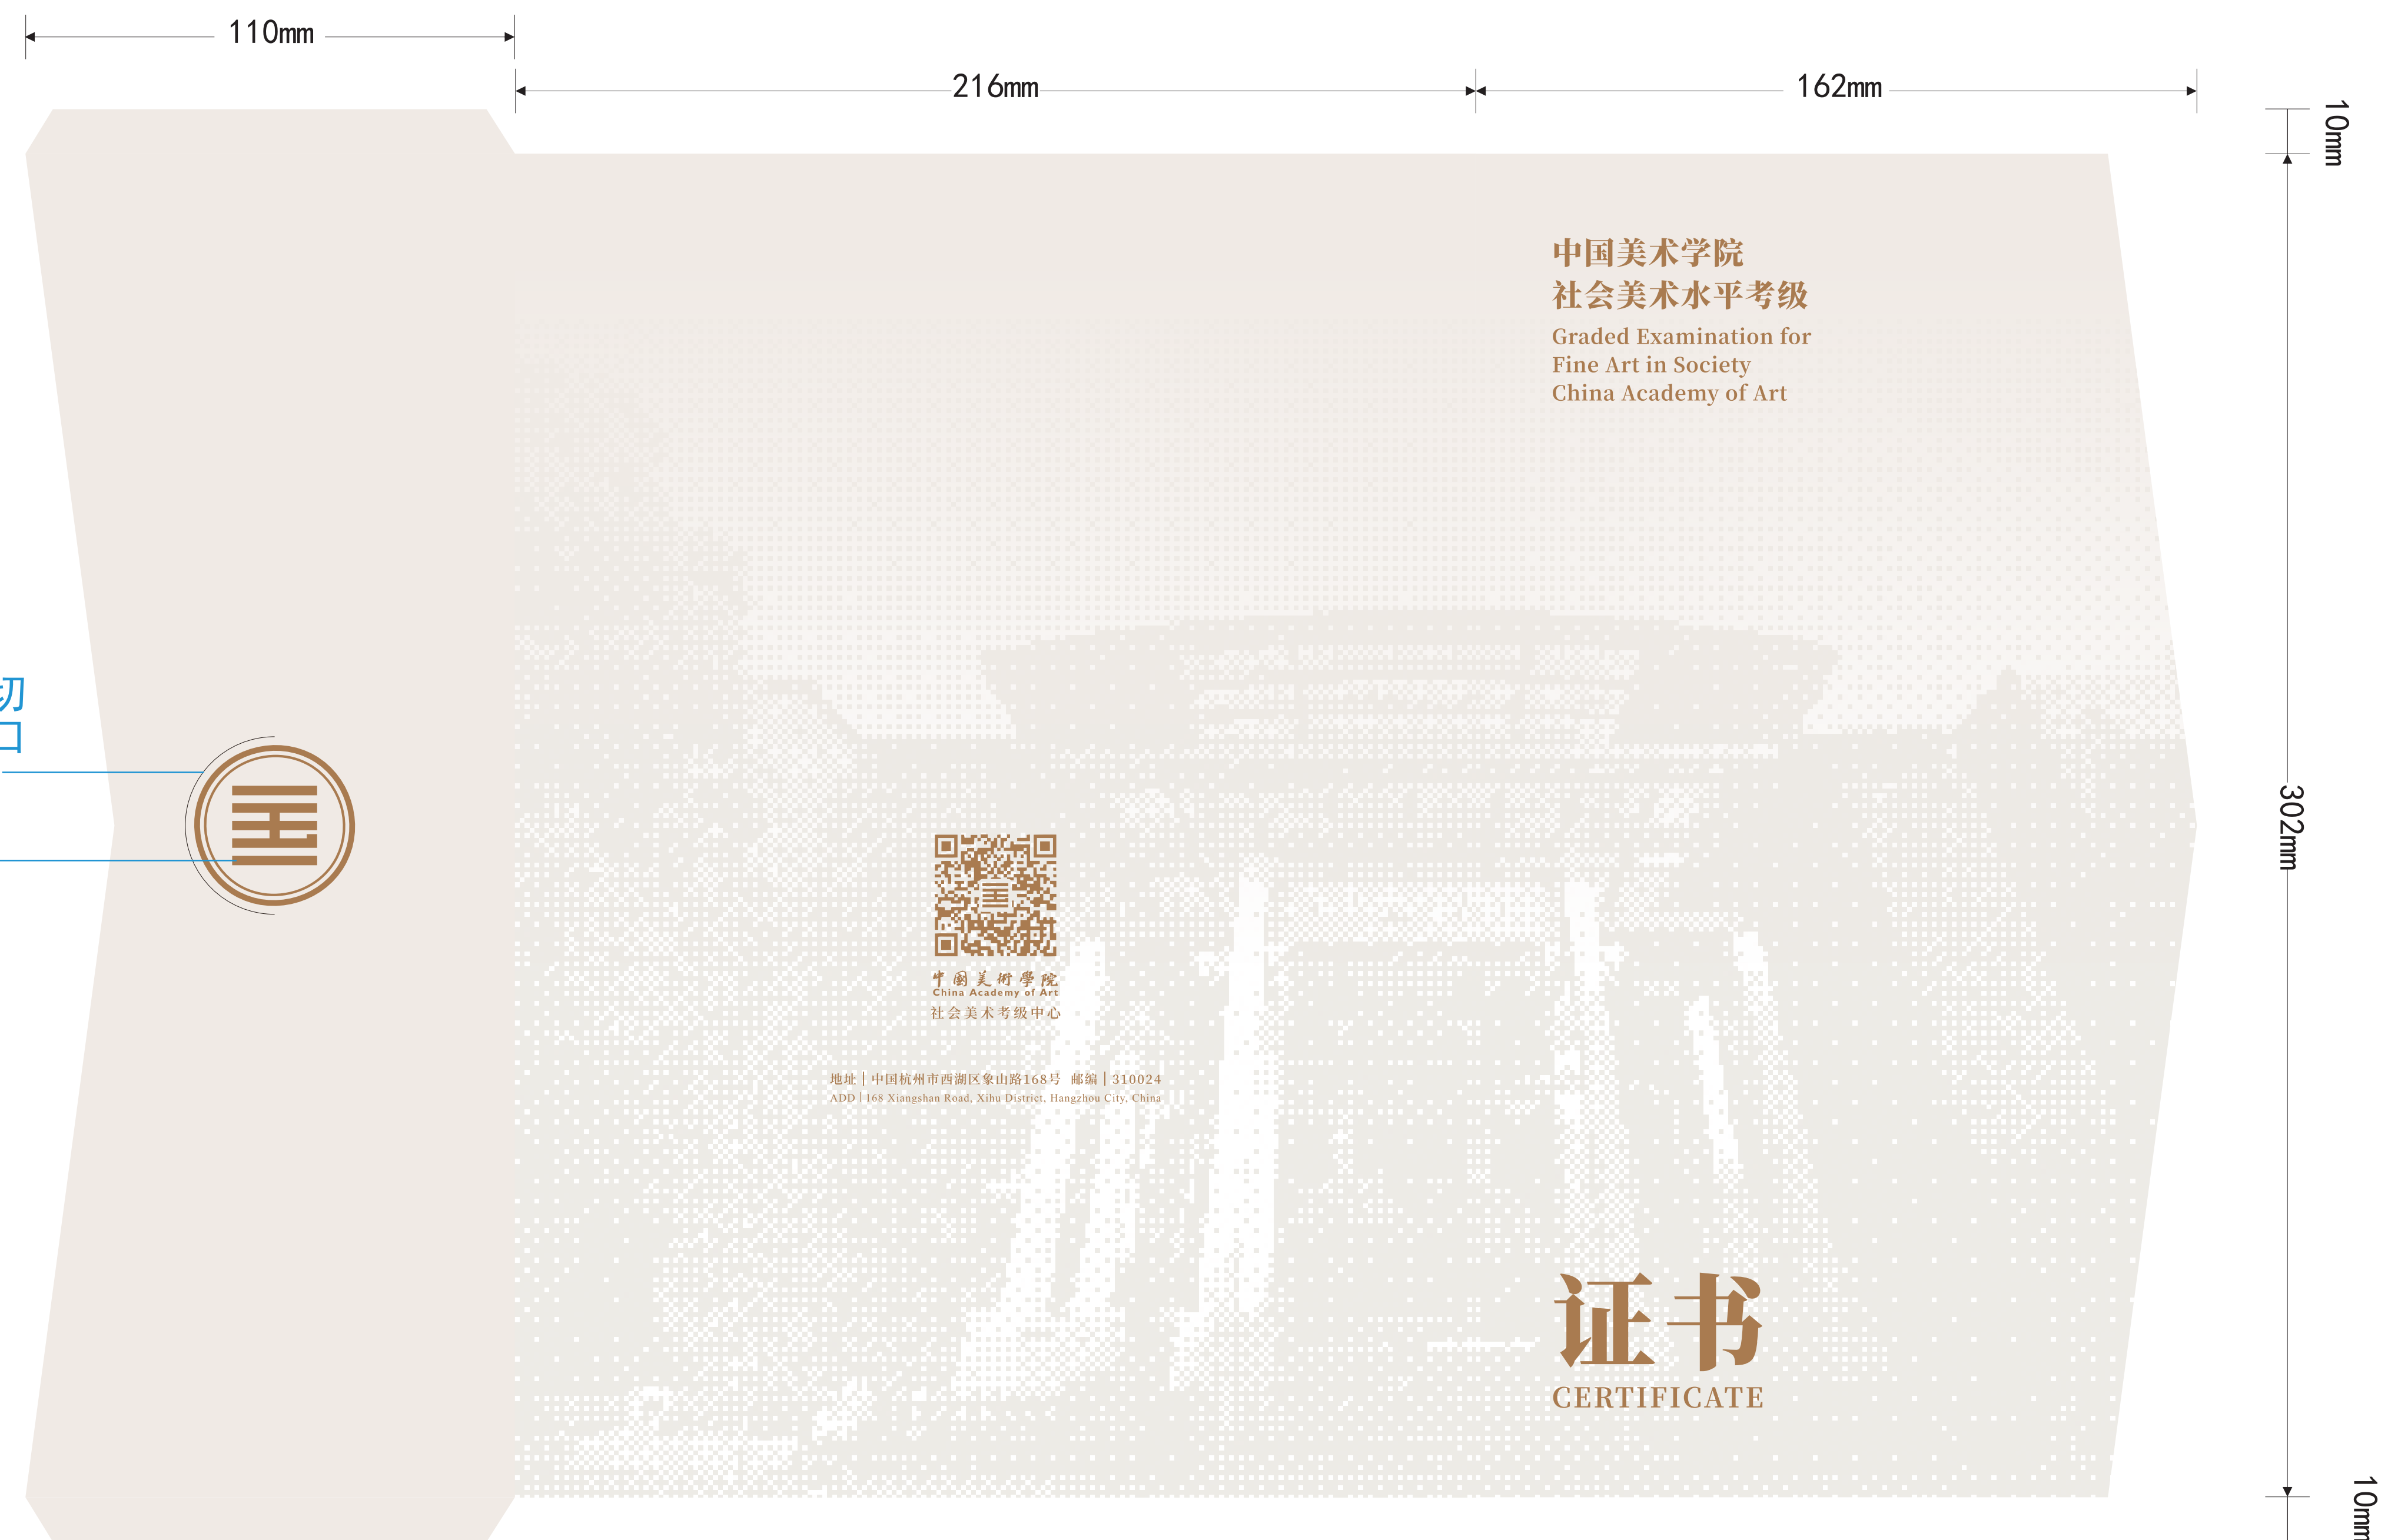 110mm
216mm
162mm
10mm
中国美术学院
社会美术水平考级
Graded Examination for
Fine Art in Society
China Academy of Art
切
口
302mm
中國美術學院
China Academy of Art
社会美术考级中心
地址｜中国杭州市西湖区象山路168号 邮编｜310024
ADD｜168 Xiangshan Road, Xihu District, Hangzhou City, China
证书
CERTIFICATE
10mm